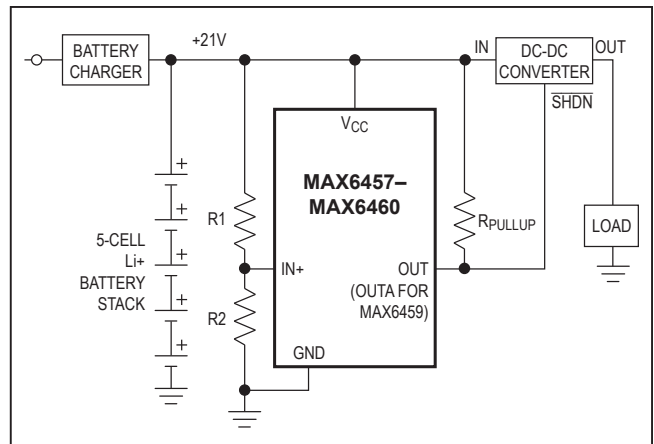 BATTERY
CHARGER
+21V
IN
DC-DC
CONVERTER
OUT
SHDN
VCC
MAX6457–
MAX6460
R1
RPULLUP
LOAD
+
+
+
+
+
5-CELL
Li+
BATTERY
STACK
IN+
OUT
(OUTA FOR
MAX6459)
R2
GND